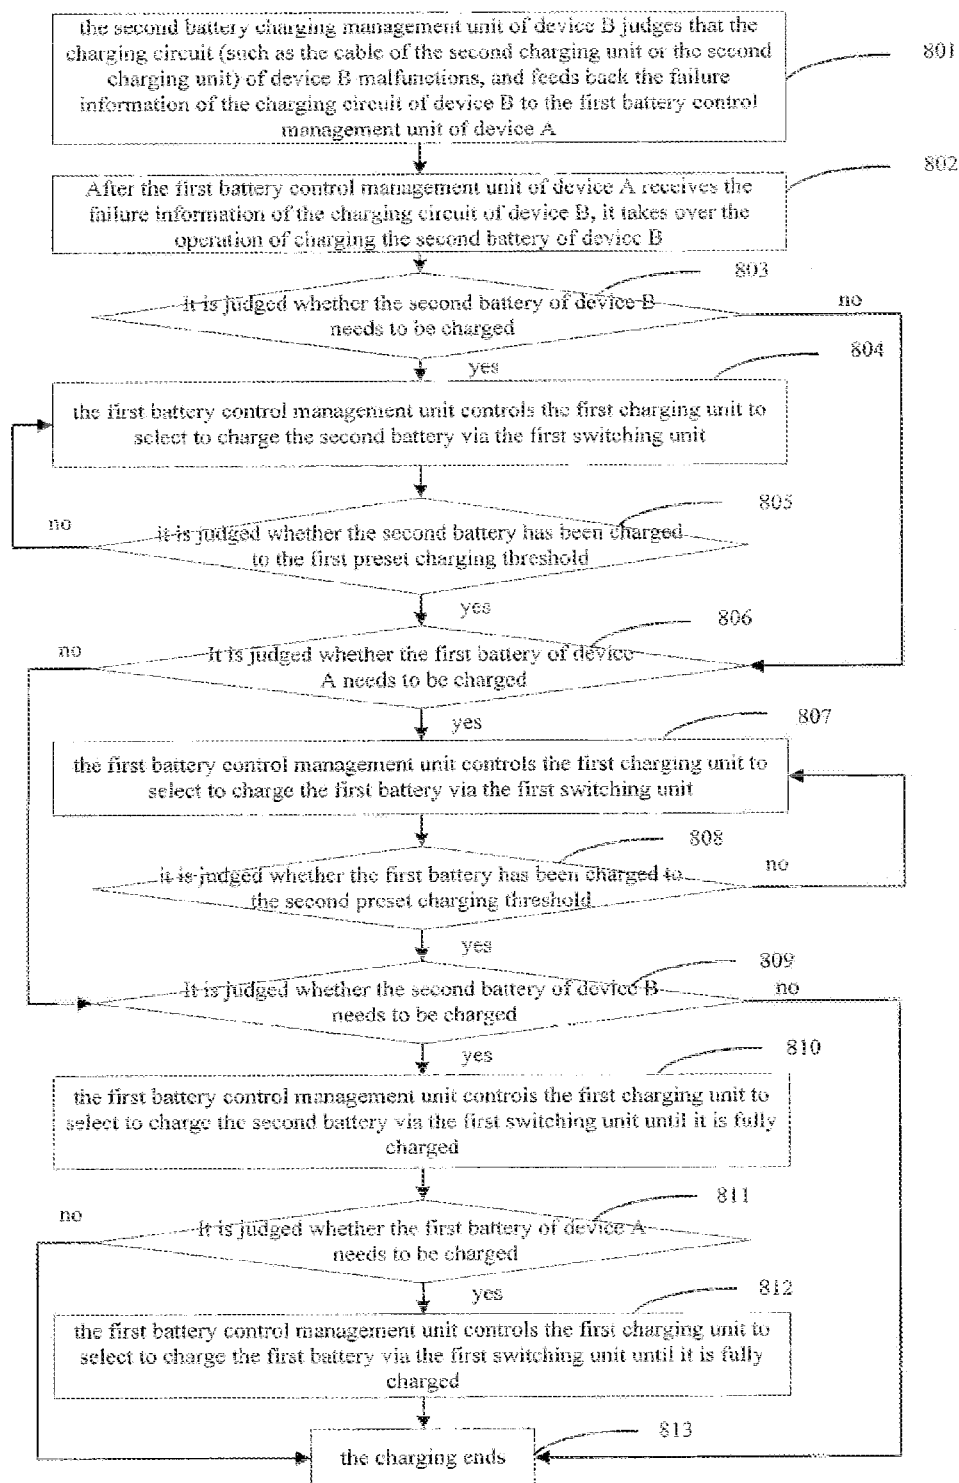 the second battery charging management unit of device B judges that the
charging circuit (such as the cable of the second charging unit or the second
charging unit) of device B malfunctions, and feeds back the failure
information of the charging circuit of device B to the first battery control
management unit of device A
801
After the first battery control management unit of device A receives the
failure information of the charging circuit of device B, it takes over the
operation of charging the second battery of device B
802
803
it is judged whether the second battery of device B
needs to be charged
no
yes
804
the first battery control management unit controls the first charging unit to
select to charge the second battery via the first switching unit
805
no
it is judged whether the second battery has been charged
to the first preset charging threshold
yes
806
no
It is judged whether the first battery of device
A needs to be charged
yes
807
the first battery control management unit controls the first charging unit to
select to charge the first battery via the first switching unit
808
it is judged whether the first battery has been charged to
the second preset charging threshold
no
yes
809
It is judged whether the second battery of device B
needs to be charged
no
yes
810
the first battery control management unit controls the first charging unit to
select to charge the second battery via the first switching unit until it is fully
charged
811
no
It is judged whether the first battery of device A
needs to be charged
yes
812
the first battery control management unit controls the first charging unit to
select to charge the first battery via the first switching unit until it is fully
charged
813
the charging ends